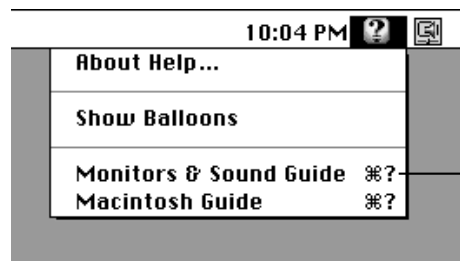 10:04 PM
About Help...
Show Balloons
Monitors & Sound Guide ⌘?
Macintosh Guide ⌘?